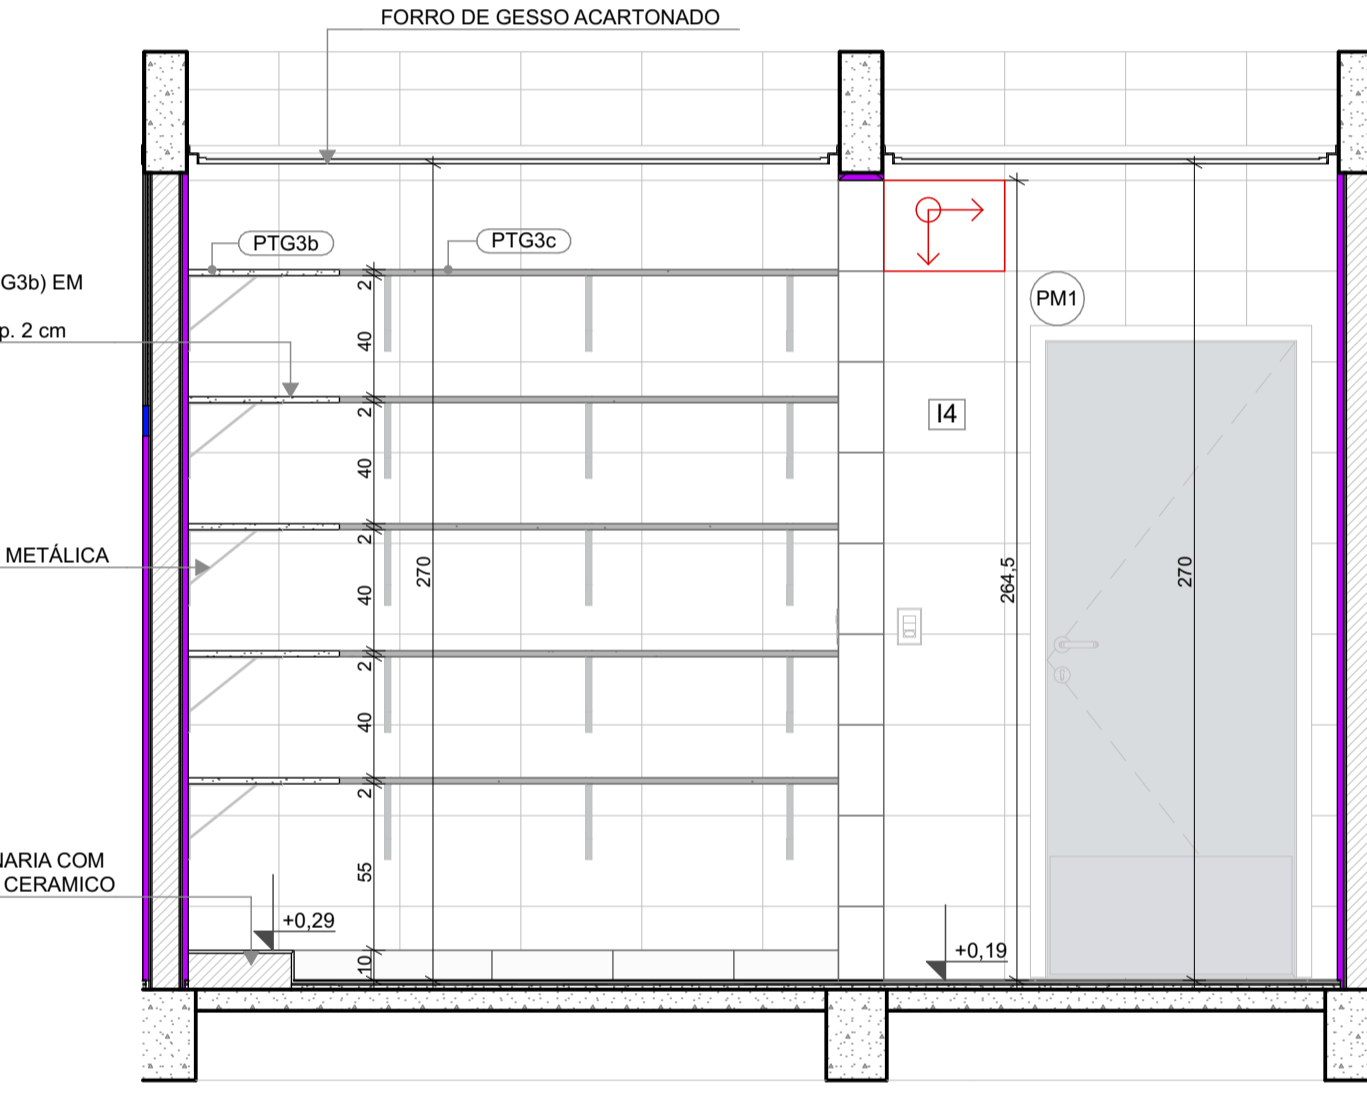 FORRO DE GESSO ACARTONADO
PTG3b
PTG3c
G3b) EM
p. 2 cm
PM1
I4
METÁLICA
2
40
2
40
2
40
2
40
2
55
10
270
264,5
270
NARIA COM
CERAMICO
+0,29
+0,19